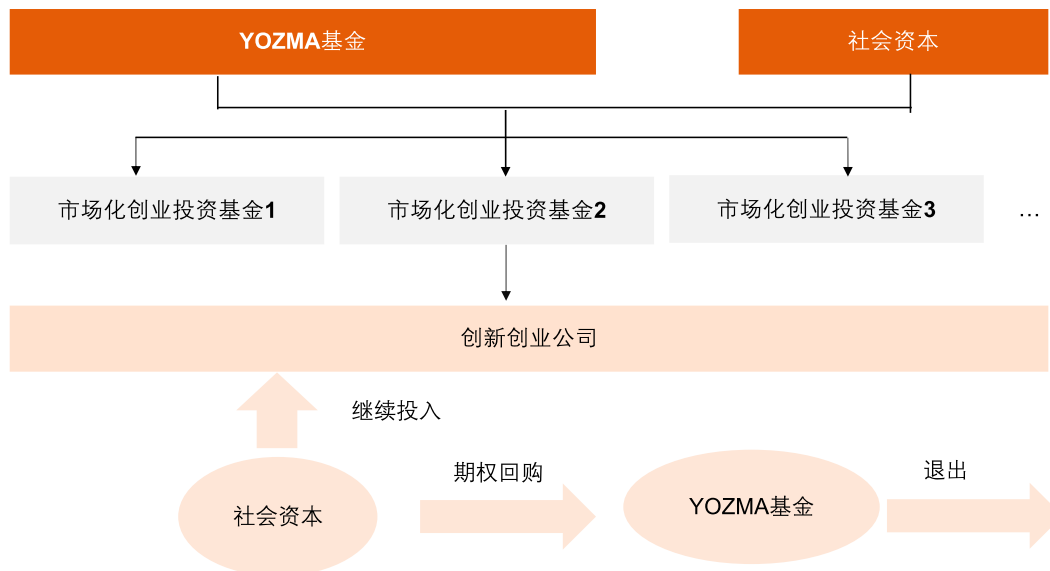 YOZMA基金
社会资本
市场化创业投资基金1
市场化创业投资基金2
市场化创业投资基金3
...
创新创业公司
继续投入
社会资本
期权回购
YOZMA基金
退出